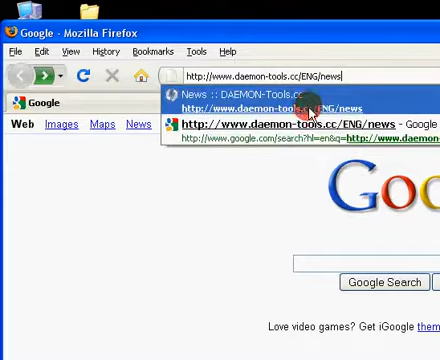 Google - Mozilla Firefox
File Edit View History Bookmarks Tools Help
http://www.daemon-tools.cc/ENG/news
Google
News :: DAEMON-Tools.cc
http://www.daemon-tools.cc/ENG/news
http://www.daemon-tools.cc/ENG/news - Google
http://www.google.com/search?hl=en&q=http://www.daemon
Web Images Maps News
Goo
Google Search
Love video games? Get iGoogle them